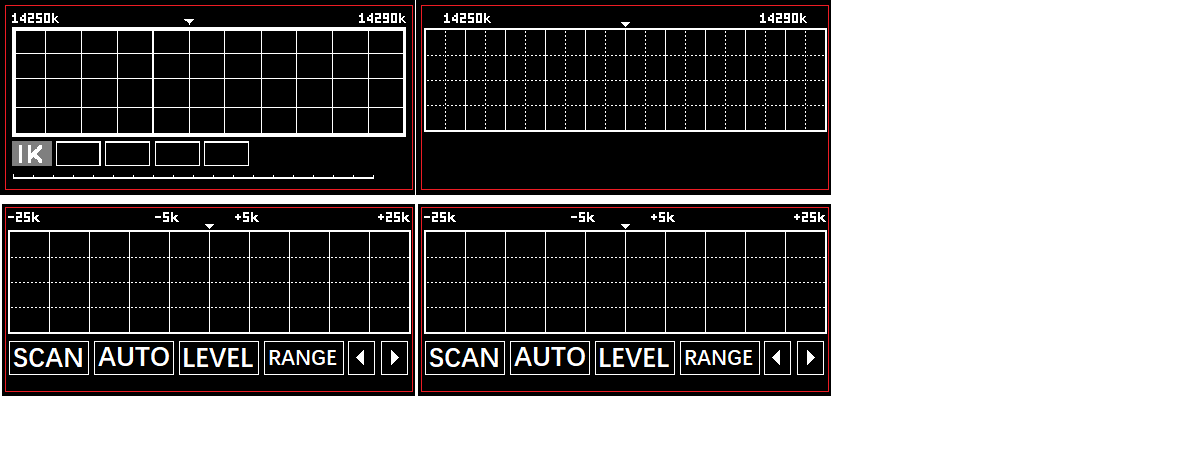 14250k 14290k
1K
14250k 14290k
-25k -5k +5k +25k
SCAN AUTO LEVEL RANGE
-25k -5k +5k +25k
SCAN AUTO LEVEL RANGE